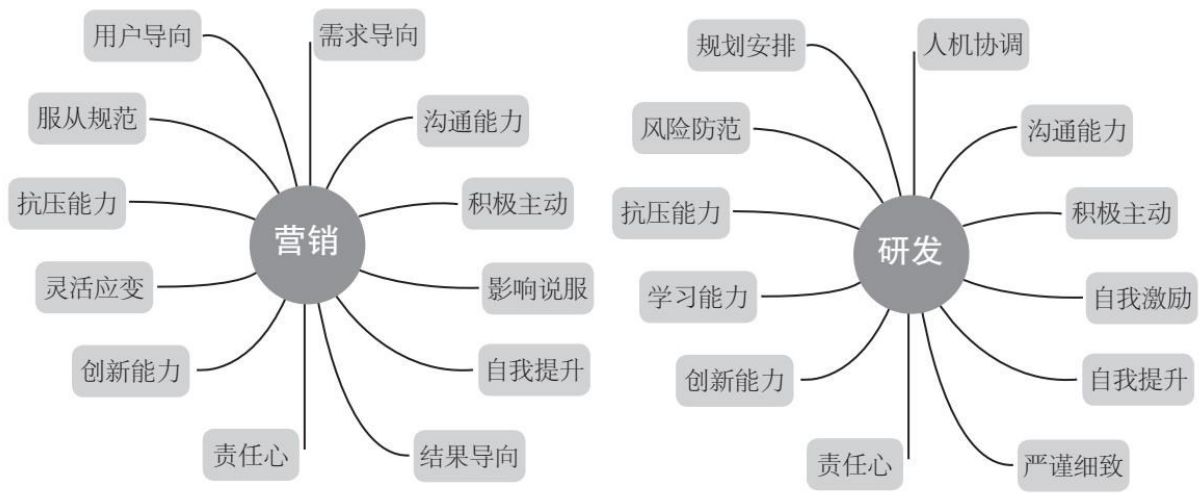 用户导向
需求导向
服从规范
沟通能力
抗压能力
积极主动
营销
灵活应变
影响说服
创新能力
自我提升
责任心
结果导向
规划安排
人机协调
风险防范
沟通能力
抗压能力
积极主动
研发
学习能力
自我激励
创新能力
自我提升
责任心
严谨细致